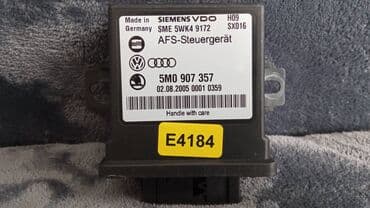 Made in
Germany
SIEMENS VDO
H09
SME 5WK4 9172
SX016
AFS-Steuergerät
5M0 907 357
02.08.2005 0001 0359
Handle with care
E4184